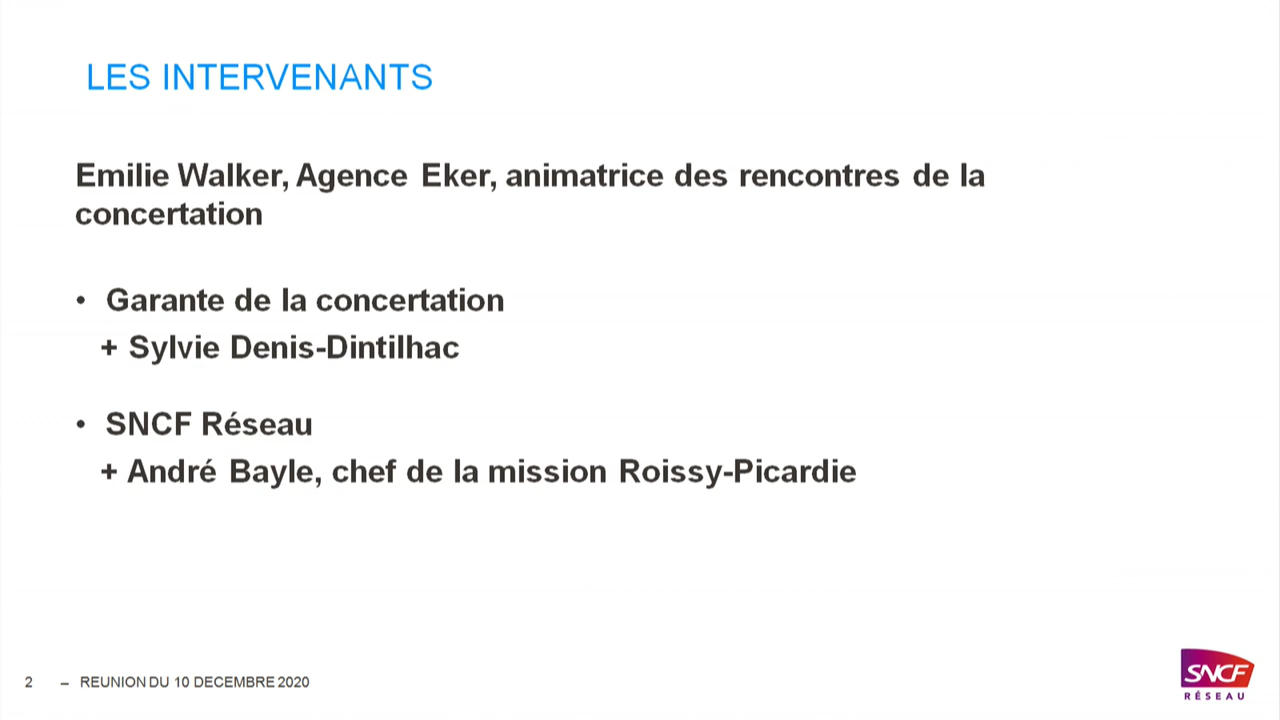 LES INTERVENANTS
Emilie Walker, Agence Eker, animatrice des rencontres de la
concertation
• Garante de la concertation
+ Sylvie Denis-Dintilhac
• SNCF Réseau
+ André Bayle, chef de la mission Roissy-Picardie
2 – REUNION DU 10 DECEMBRE 2020
SNCF
RÉSEAU